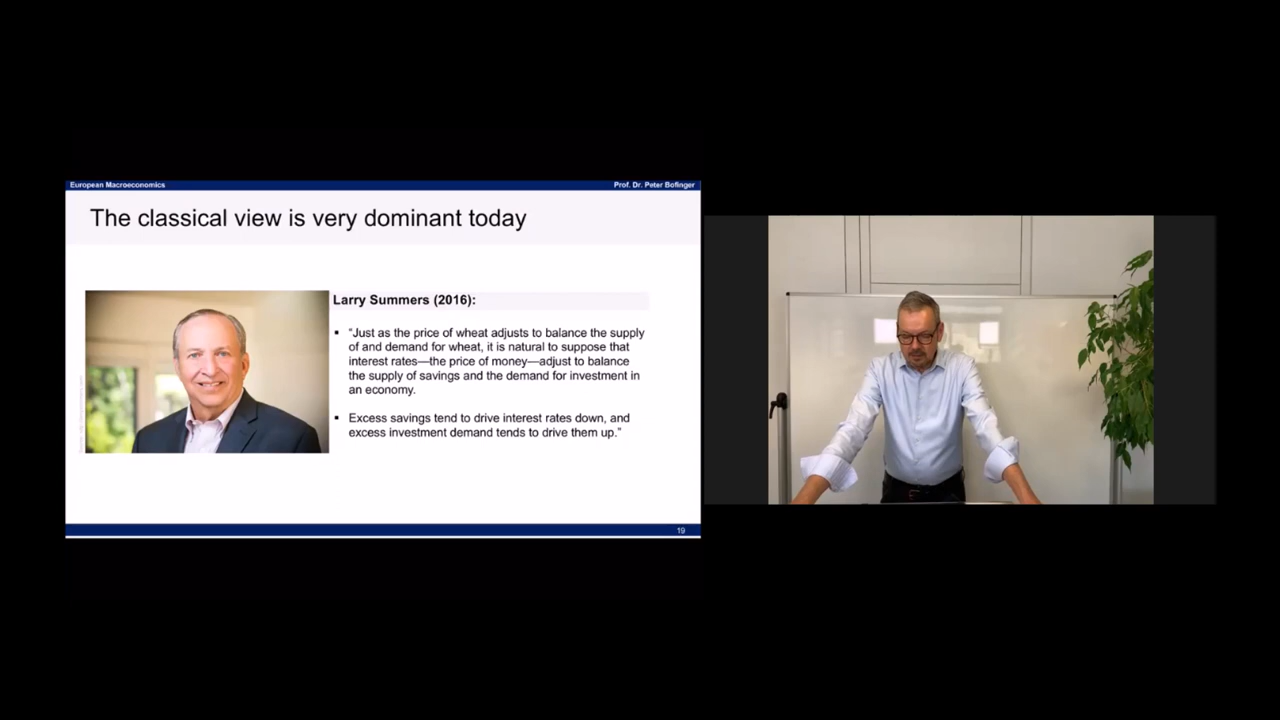 European Macroeconomics
Prof. Dr. Peter Bofinger
The classical view is very dominant today
Larry Summers (2016):
▪ “Just as the price of wheat adjusts to balance the supply
of and demand for wheat, it is natural to suppose that
interest rates—the price of money—adjust to balance
the supply of savings and the demand for investment in
an economy.
▪ Excess savings tend to drive interest rates down, and
excess investment demand tends to drive them up.”
19